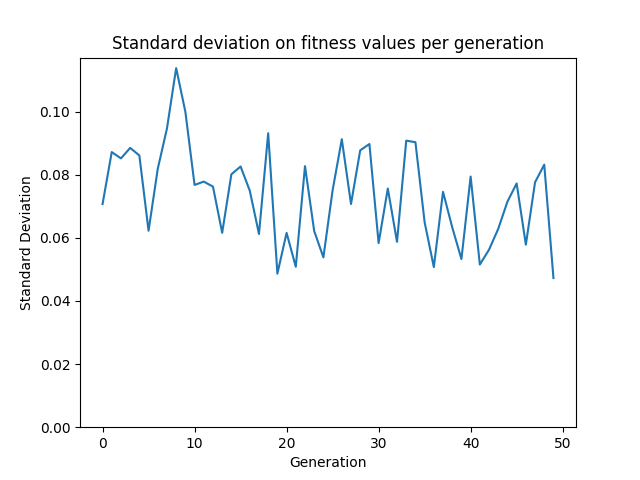 Standard deviation on fitness values per generation
0.10
0.08
0.06
0.04
0.02
0.00
Standard Deviation
0 10 20 30 40 50
Generation